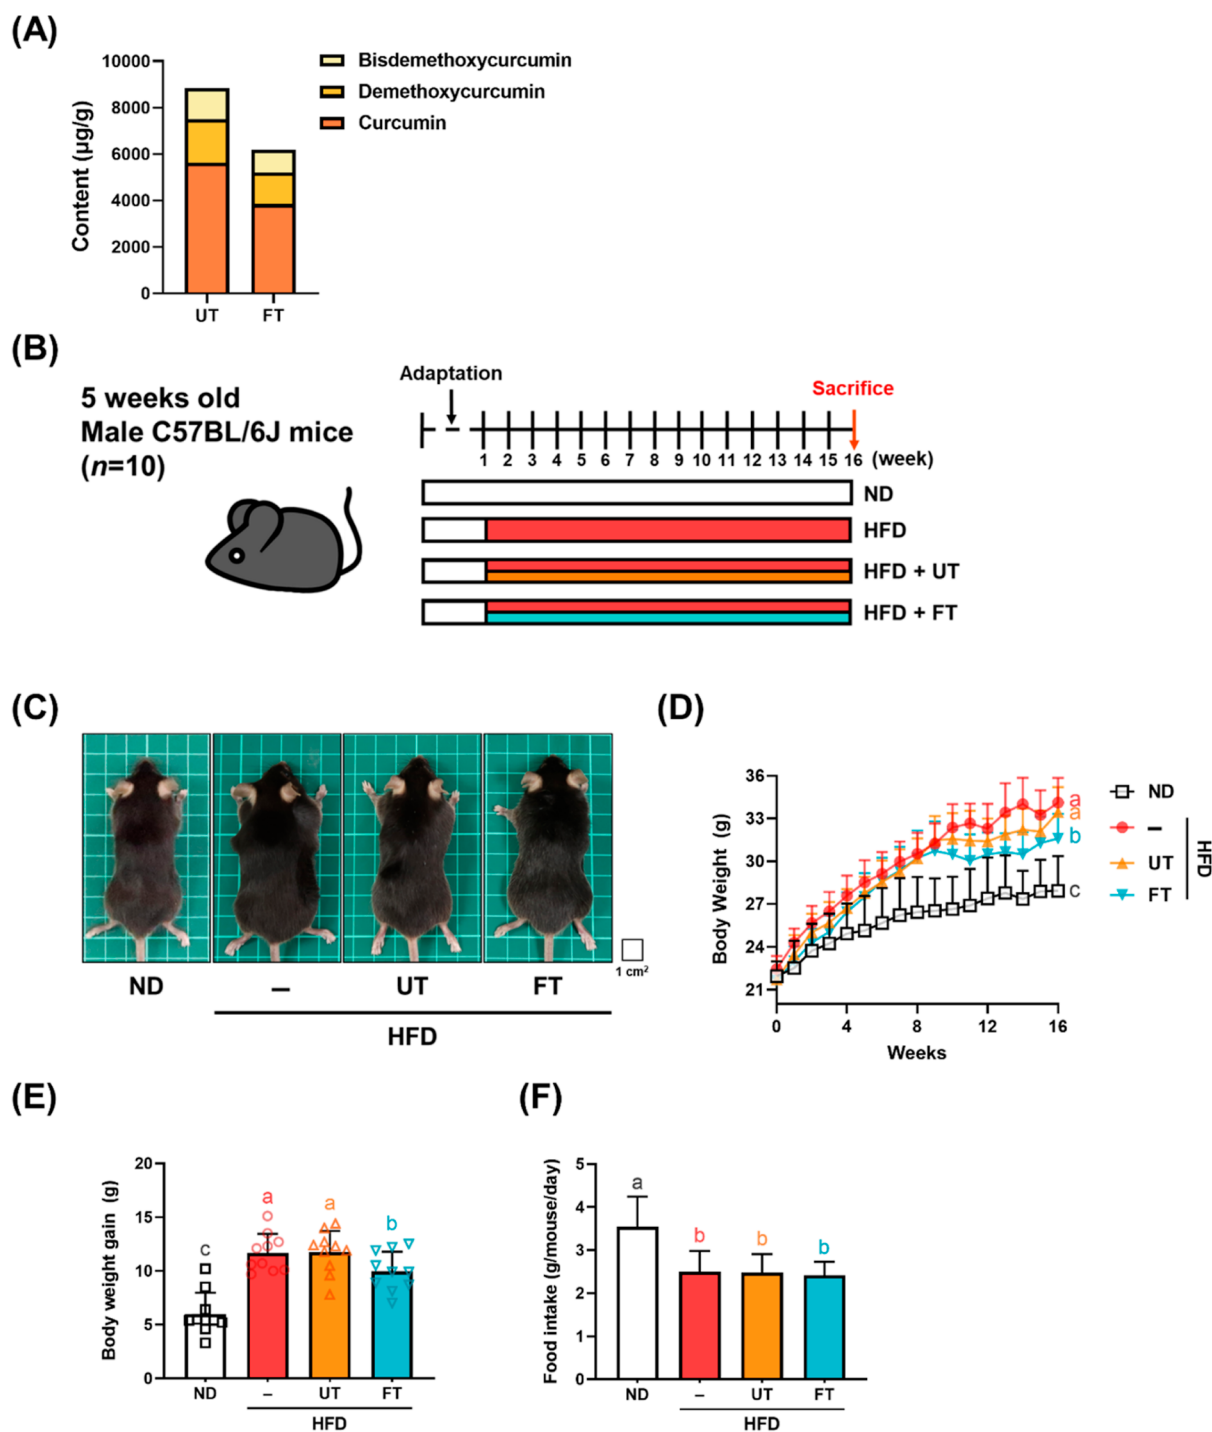 (A)
10000
8000
6000
4000
2000
0
Content (µg/g)
UT
FT
Bisdemethoxycurcumin
Demethoxycurcumin
Curcumin
(B)
5 weeks old
Male C57BL/6J mice
(n=10)
Adaptation
Sacrifice
1 2 3 4 5 6 7 8 9 10 11 12 13 14 15 16 (week)
ND
HFD
HFD + UT
HFD + FT
(C)
ND
–
UT
FT
HFD
1 cm²
(D)
36
33
30
27
24
21
Body Weight (g)
0 4 8 12 16
Weeks
a
a
b
c
ND
–
UT
FT
HFD
(E)
20
15
10
5
0
Body weight gain (g)
c
a
a
b
ND – UT FT
HFD
(F)
5
4
3
2
1
0
Food intake (g/mouse/day)
a
b
b
b
ND – UT FT
HFD